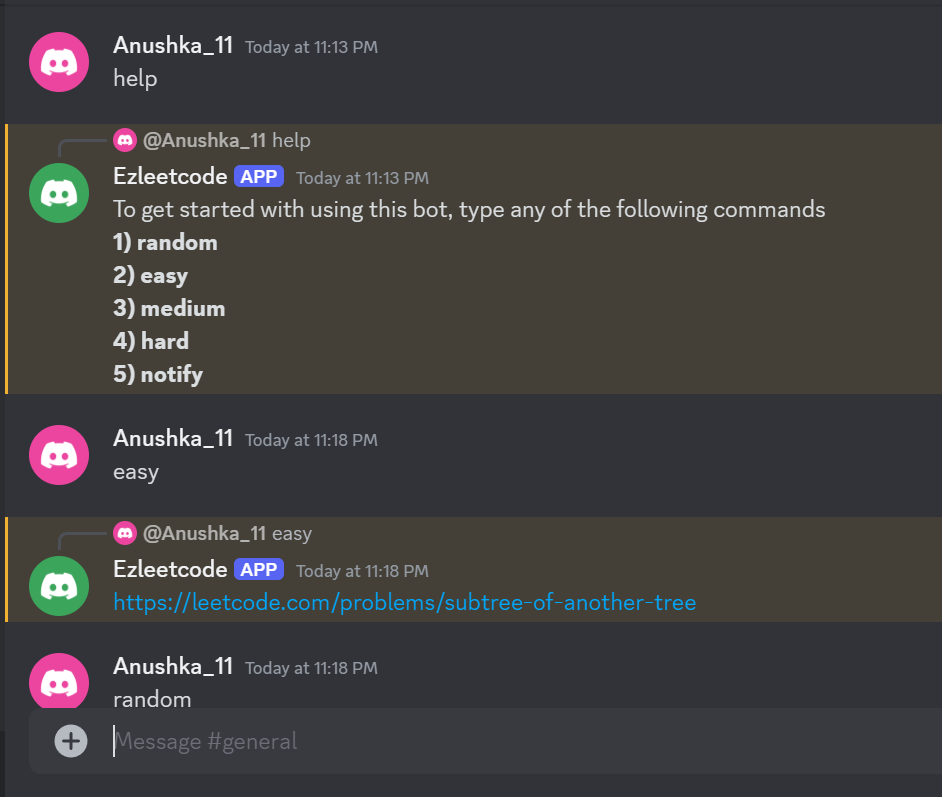 Anushka_11 Today at 11:13 PM
help
@Anushka_11 help
Ezleetcode APP Today at 11:13 PM
To get started with using this bot, type any of the following commands
1) random
2) easy
3) medium
4) hard
5) notify
Anushka_11 Today at 11:18 PM
easy
@Anushka_11 easy
Ezleetcode APP Today at 11:18 PM
https://leetcode.com/problems/subtree-of-another-tree
Anushka_11 Today at 11:18 PM
random
Message #general